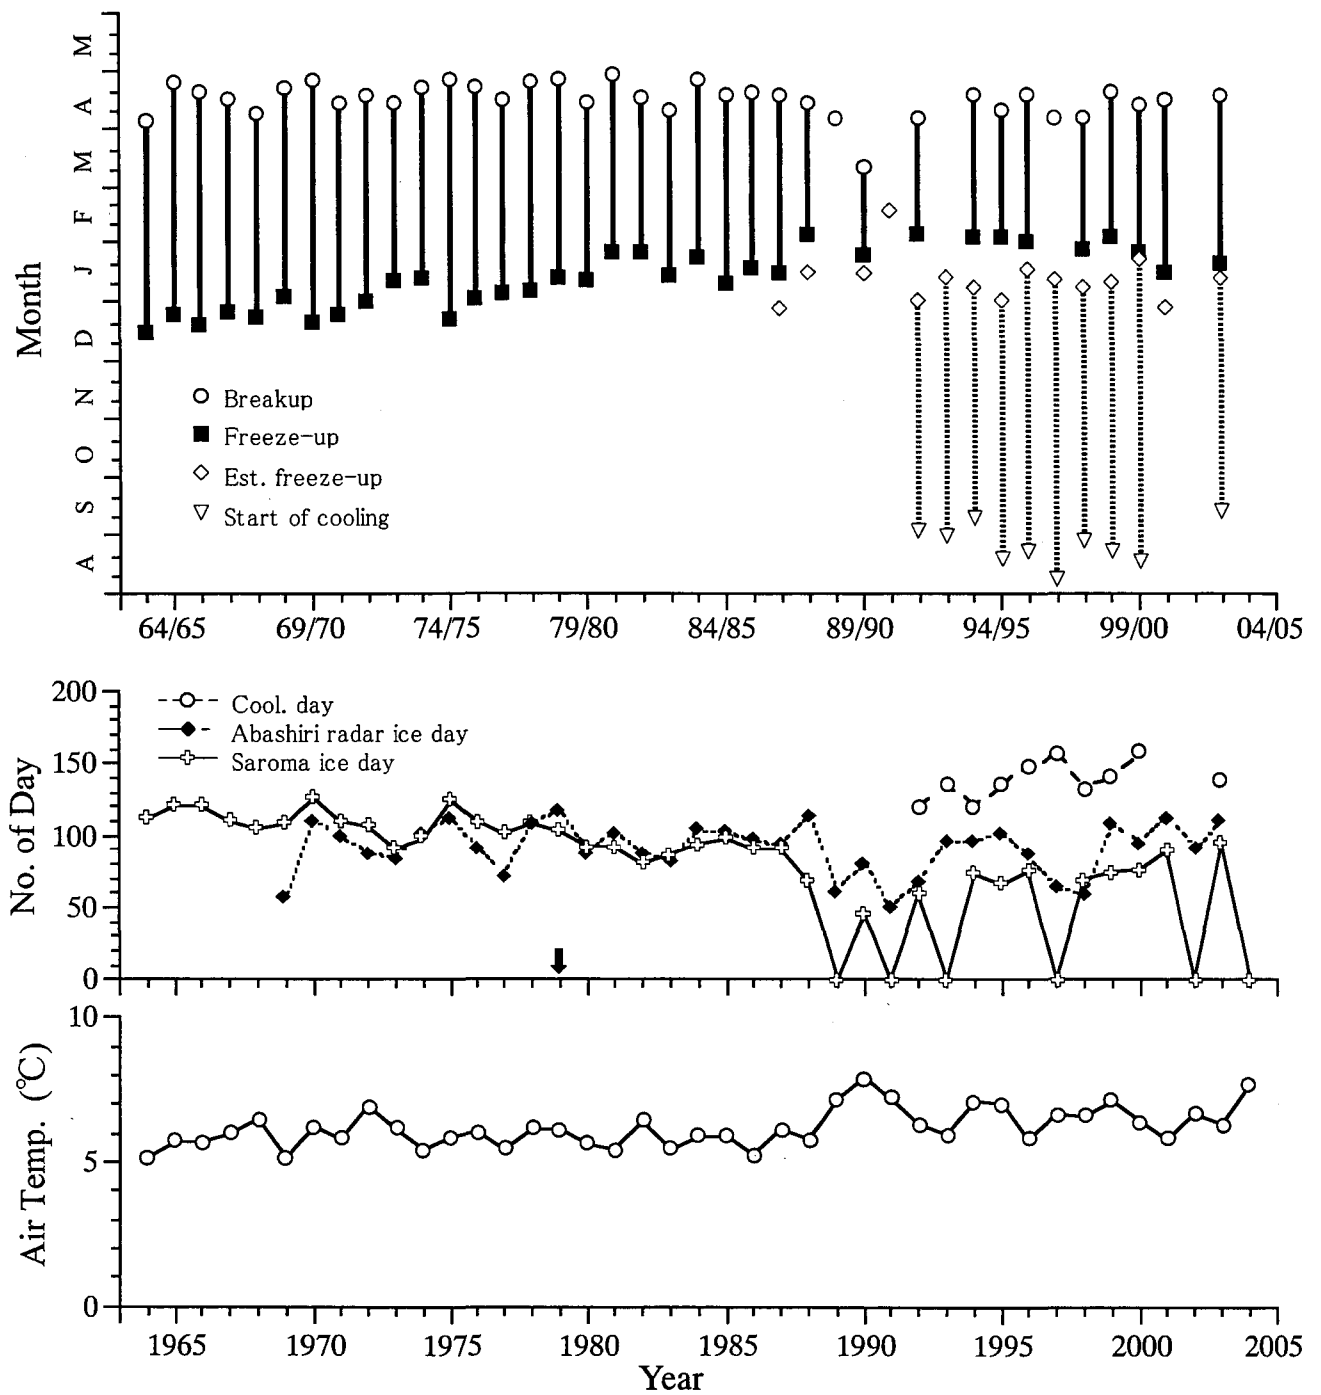 Month
M
A
M
F
J
D
N
O
S
A
Breakup
Freeze-up
Est. freeze-up
Start of cooling
64/65 69/70 74/75 79/80 84/85 89/90 94/95 99/00 04/05
No. of Day
200
150
100
50
0
Cool. day
Abashiri radar ice day
Saroma ice day
Air Temp. (℃)
10
5
0
1965 1970 1975 1980 1985 1990 1995 2000 2005
Year